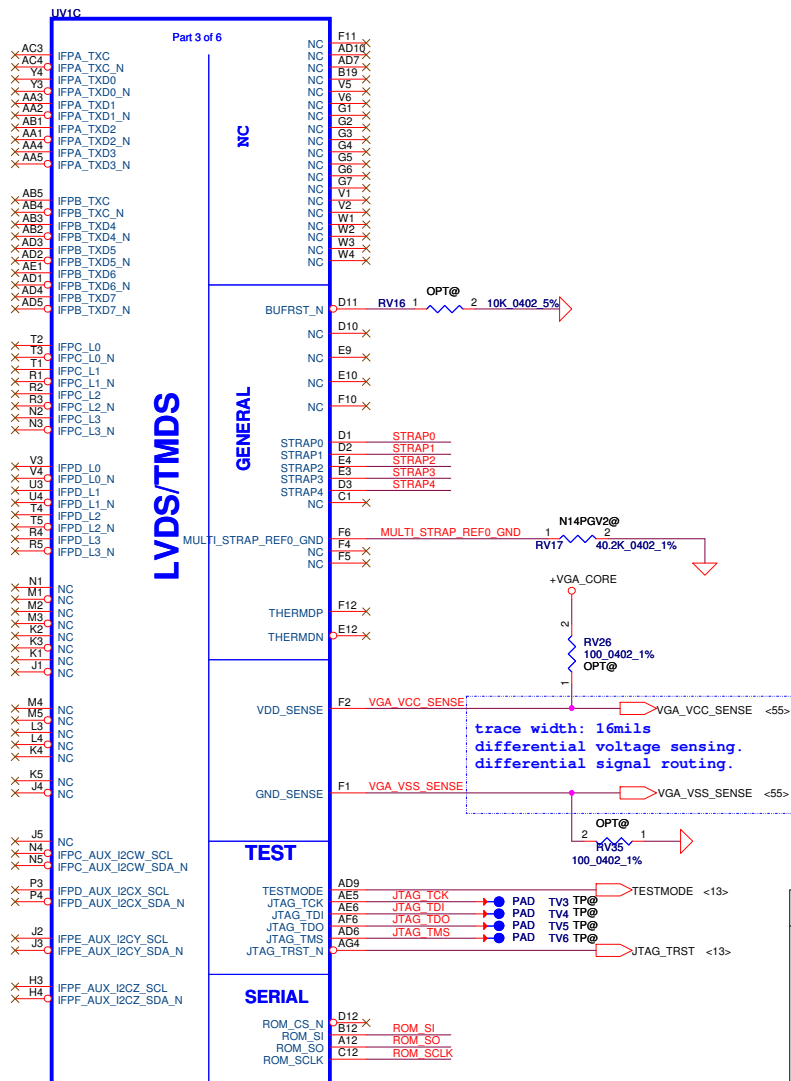 UV1C
Part 3 of 6
AC3 IFPA_TXC
AC4 IFPA_TXC_N
Y4 IFPA_TXD0
Y3 IFPA_TXD0_N
AA3 IFPA_TXD1
AA2 IFPA_TXD1_N
AB1 IFPA_TXD2
AA1 IFPA_TXD2_N
AA4 IFPA_TXD3
AA5 IFPA_TXD3_N
AB5 IFPB_TXC
AB4 IFPB_TXC_N
AB3 IFPB_TXD4
AB2 IFPB_TXD4_N
AD3 IFPB_TXD5
AD2 IFPB_TXD5_N
AE1 IFPB_TXD6
AD1 IFPB_TXD6_N
AD4 IFPB_TXD7
AD5 IFPB_TXD7_N
T2 IFPC_L0
T3 IFPC_L0_N
T1 IFPC_L1
R1 IFPC_L1_N
R2 IFPC_L2
R3 IFPC_L2_N
N2 IFPC_L3
N3 IFPC_L3_N
V3 IFPD_L0
V4 IFPD_L0_N
U3 IFPD_L1
U4 IFPD_L1_N
T4 IFPD_L2
T5 IFPD_L2_N
R4 IFPD_L3
R5 IFPD_L3_N
N1 NC
M1 NC
M2 NC
M3 NC
K2 NC
K3 NC
K1 NC
J1 NC
M4 NC
M5 NC
L3 NC
L4 NC
K4 NC
K5 NC
J4 NC
J5 NC
N4 IFPC_AUX_I2CW_SCL
N5 IFPC_AUX_I2CW_SDA_N
P3 IFPD_AUX_I2CX_SCL
P4 IFPD_AUX_I2CX_SDA_N
J2 IFPE_AUX_I2CY_SCL
J3 IFPE_AUX_I2CY_SDA_N
H3 IFPF_AUX_I2CZ_SCL
H4 IFPF_AUX_I2CZ_SDA_N
LVDS/TMDS
NC
NC F11
NC AD10
NC AD7
NC B19
NC V5
NC V6
NC G1
NC G2
NC G3
NC G4
NC G5
NC G6
NC G7
NC V1
NC V2
NC W1
NC W2
NC W3
NC W4
GENERAL
OPT@
BUFRST_N D11 RV16 1 2 10K_0402_5%
NC D10
NC E9
NC E10
NC F10
STRAP0 D1 STRAP0
STRAP1 D2 STRAP1
STRAP2 E4 STRAP2
STRAP3 E3 STRAP3
STRAP4 D3 STRAP4
NC C1
N14PGV2@
MULTI_STRAP_REF0_GND F6 MULTI_STRAP_REF0_GND 1 2
RV17 40.2K_0402_1%
NC F4
NC F5
THERMDP F12
THERMDN E12
+VGA_CORE
2
RV26
100_0402_1%
OPT@
1
VDD_SENSE F2 VGA_VCC_SENSE VGA_VCC_SENSE <55>
trace width: 16mils
differential voltage sensing.
differential signal routing.
GND_SENSE F1 VGA_VSS_SENSE VGA_VSS_SENSE <55>
OPT@
2 1
RV35
100_0402_1%
TEST
TESTMODE AD9 TESTMODE <13>
JTAG_TCK AE5 JTAG_TCK PAD TV3 TP@
JTAG_TDI AE6 JTAG_TDI PAD TV4 TP@
JTAG_TDO AF6 JTAG_TDO PAD TV5 TP@
JTAG_TMS AD6 JTAG_TMS PAD TV6 TP@
JTAG_TRST_N AG4 JTAG_TRST <13>
SERIAL
ROM_CS_N D12
ROM_SI B12 ROM_SI
ROM_SO A12 ROM_SO
ROM_SCLK C12 ROM_SCLK